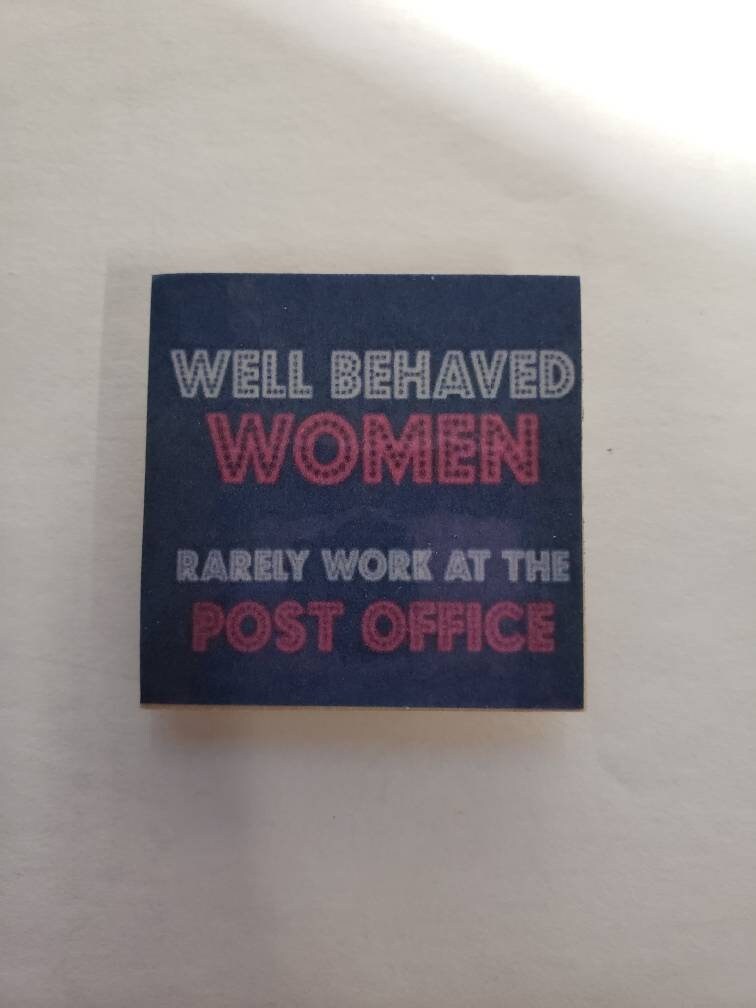 WELL BEHAVED
WOMEN
RARELY WORK AT THE
POST OFFICE